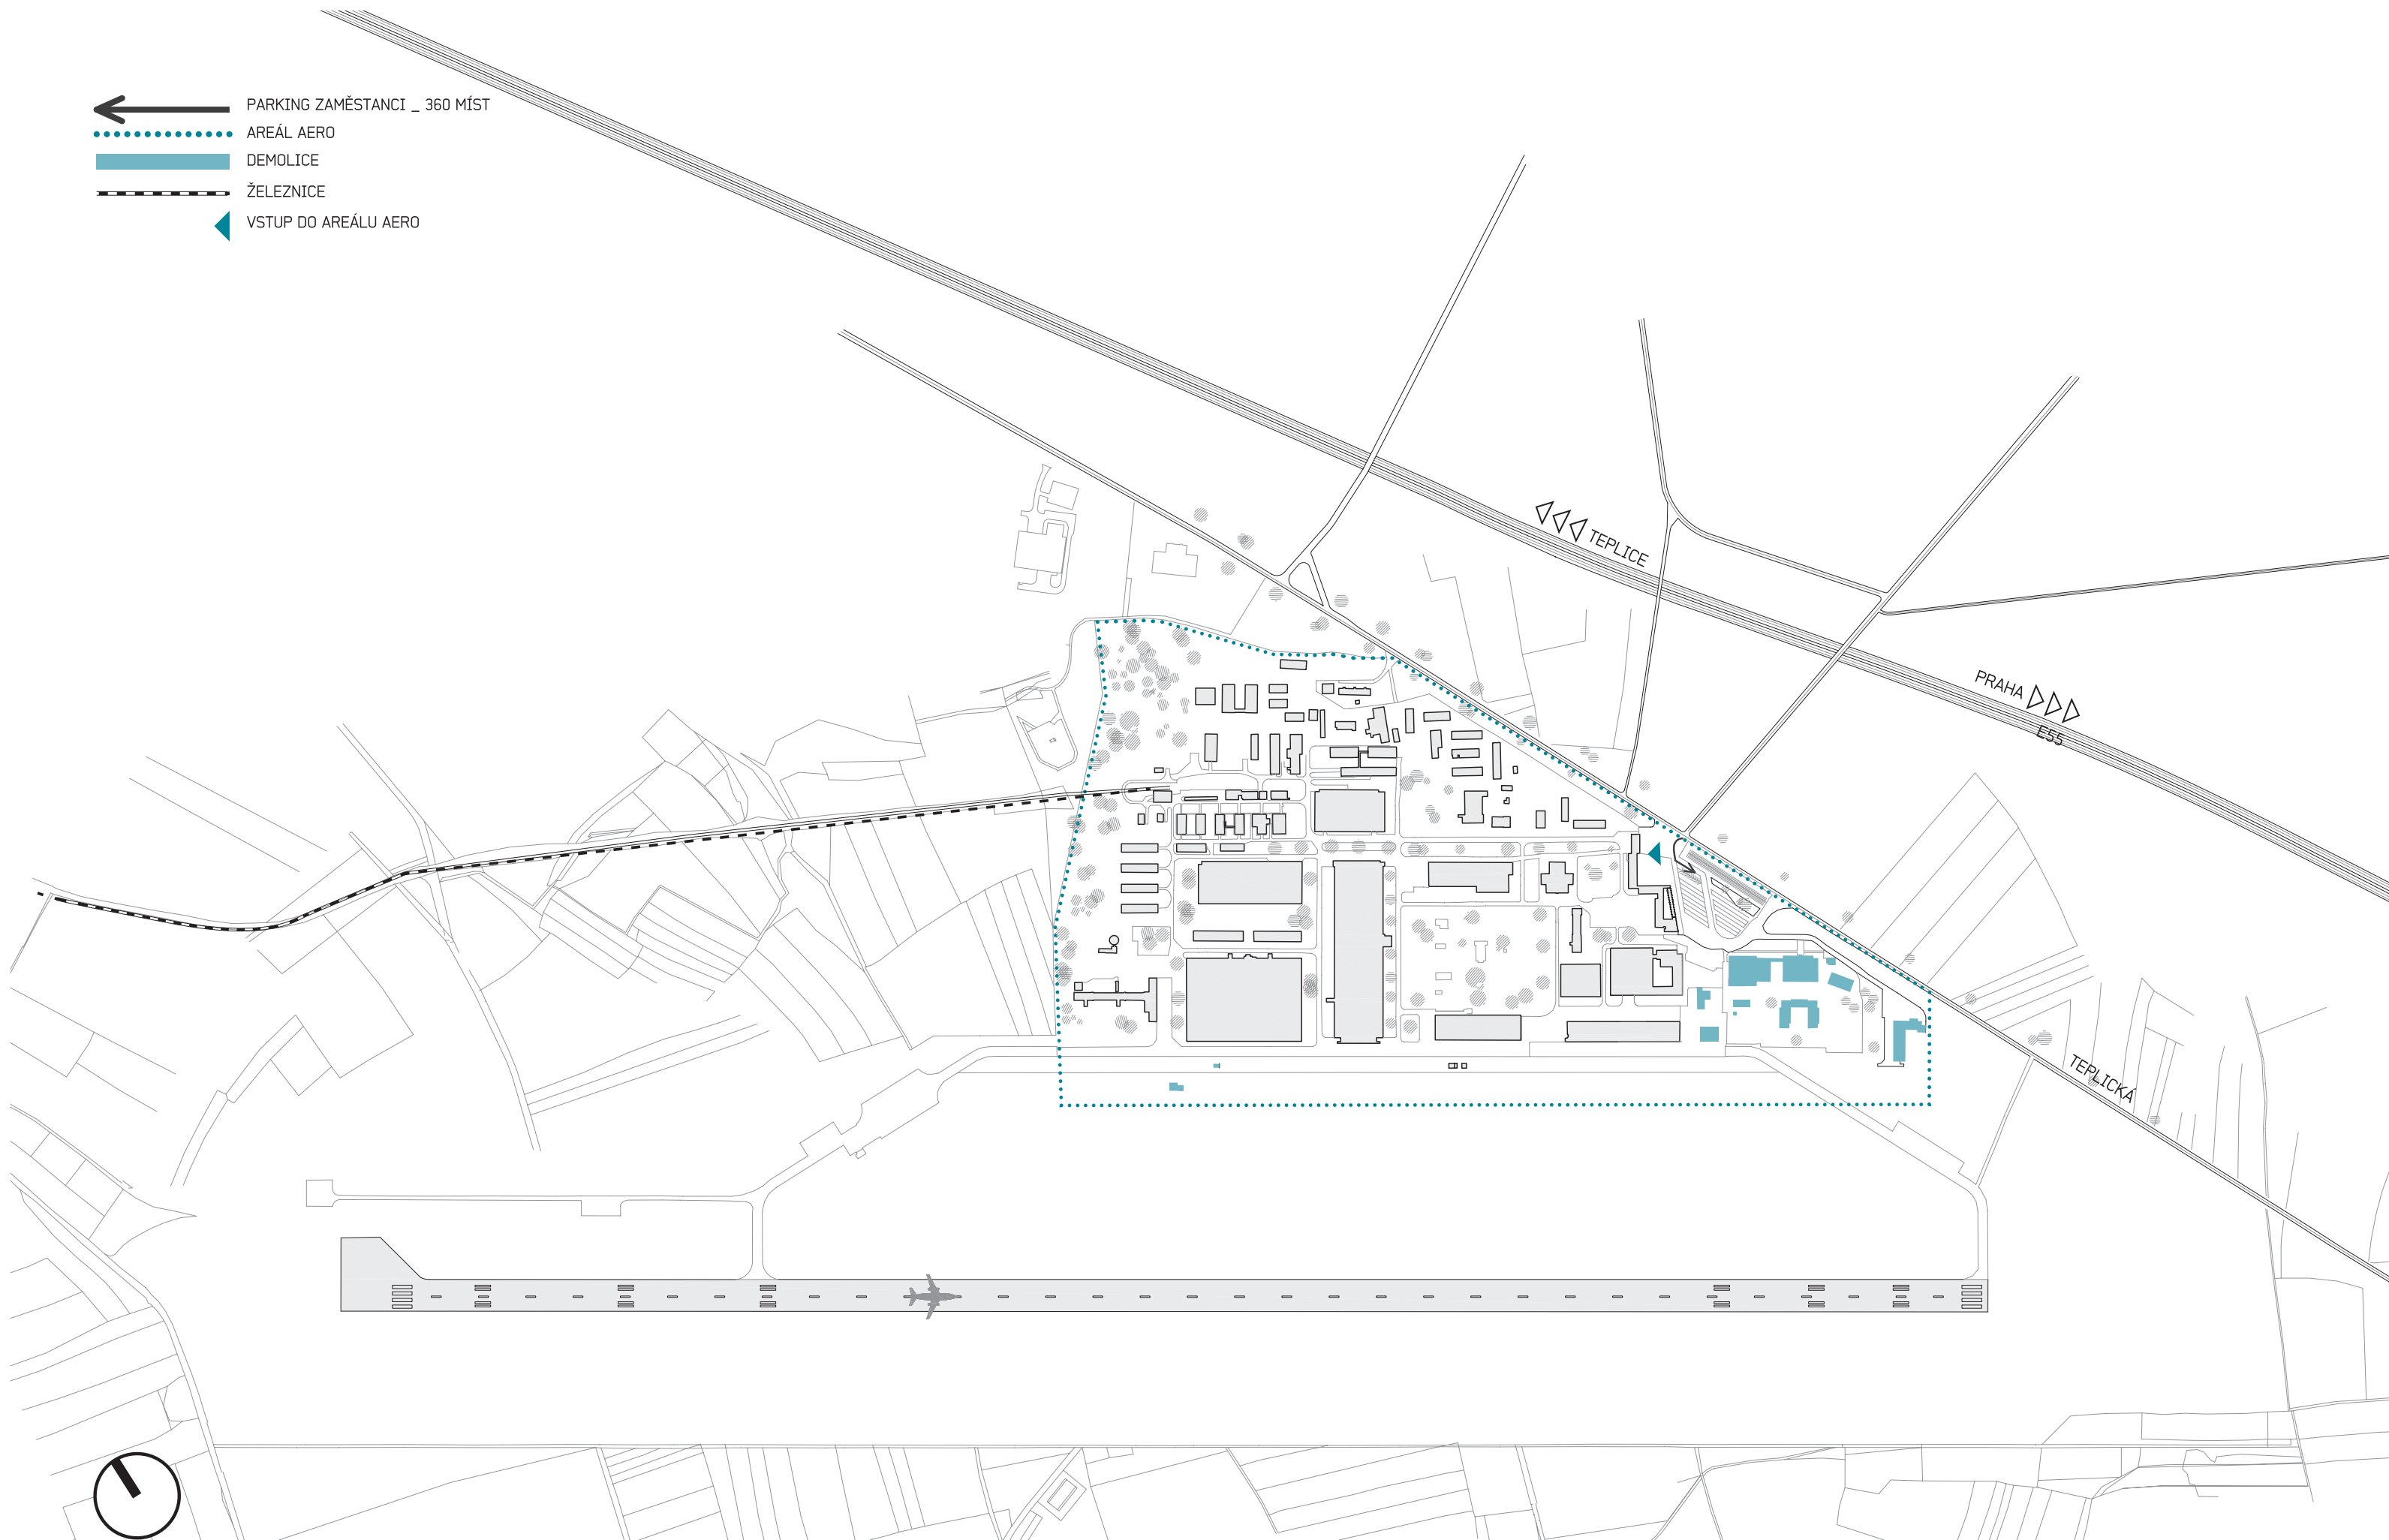 PARKING ZAMĚSTANCI _ 360 MÍST
AREÁL AERO
DEMOLICE
ŽELEZNICE
VSTUP DO AREÁLU AERO
TEPLICE
PRAHA
E55
TEPLICKÁ